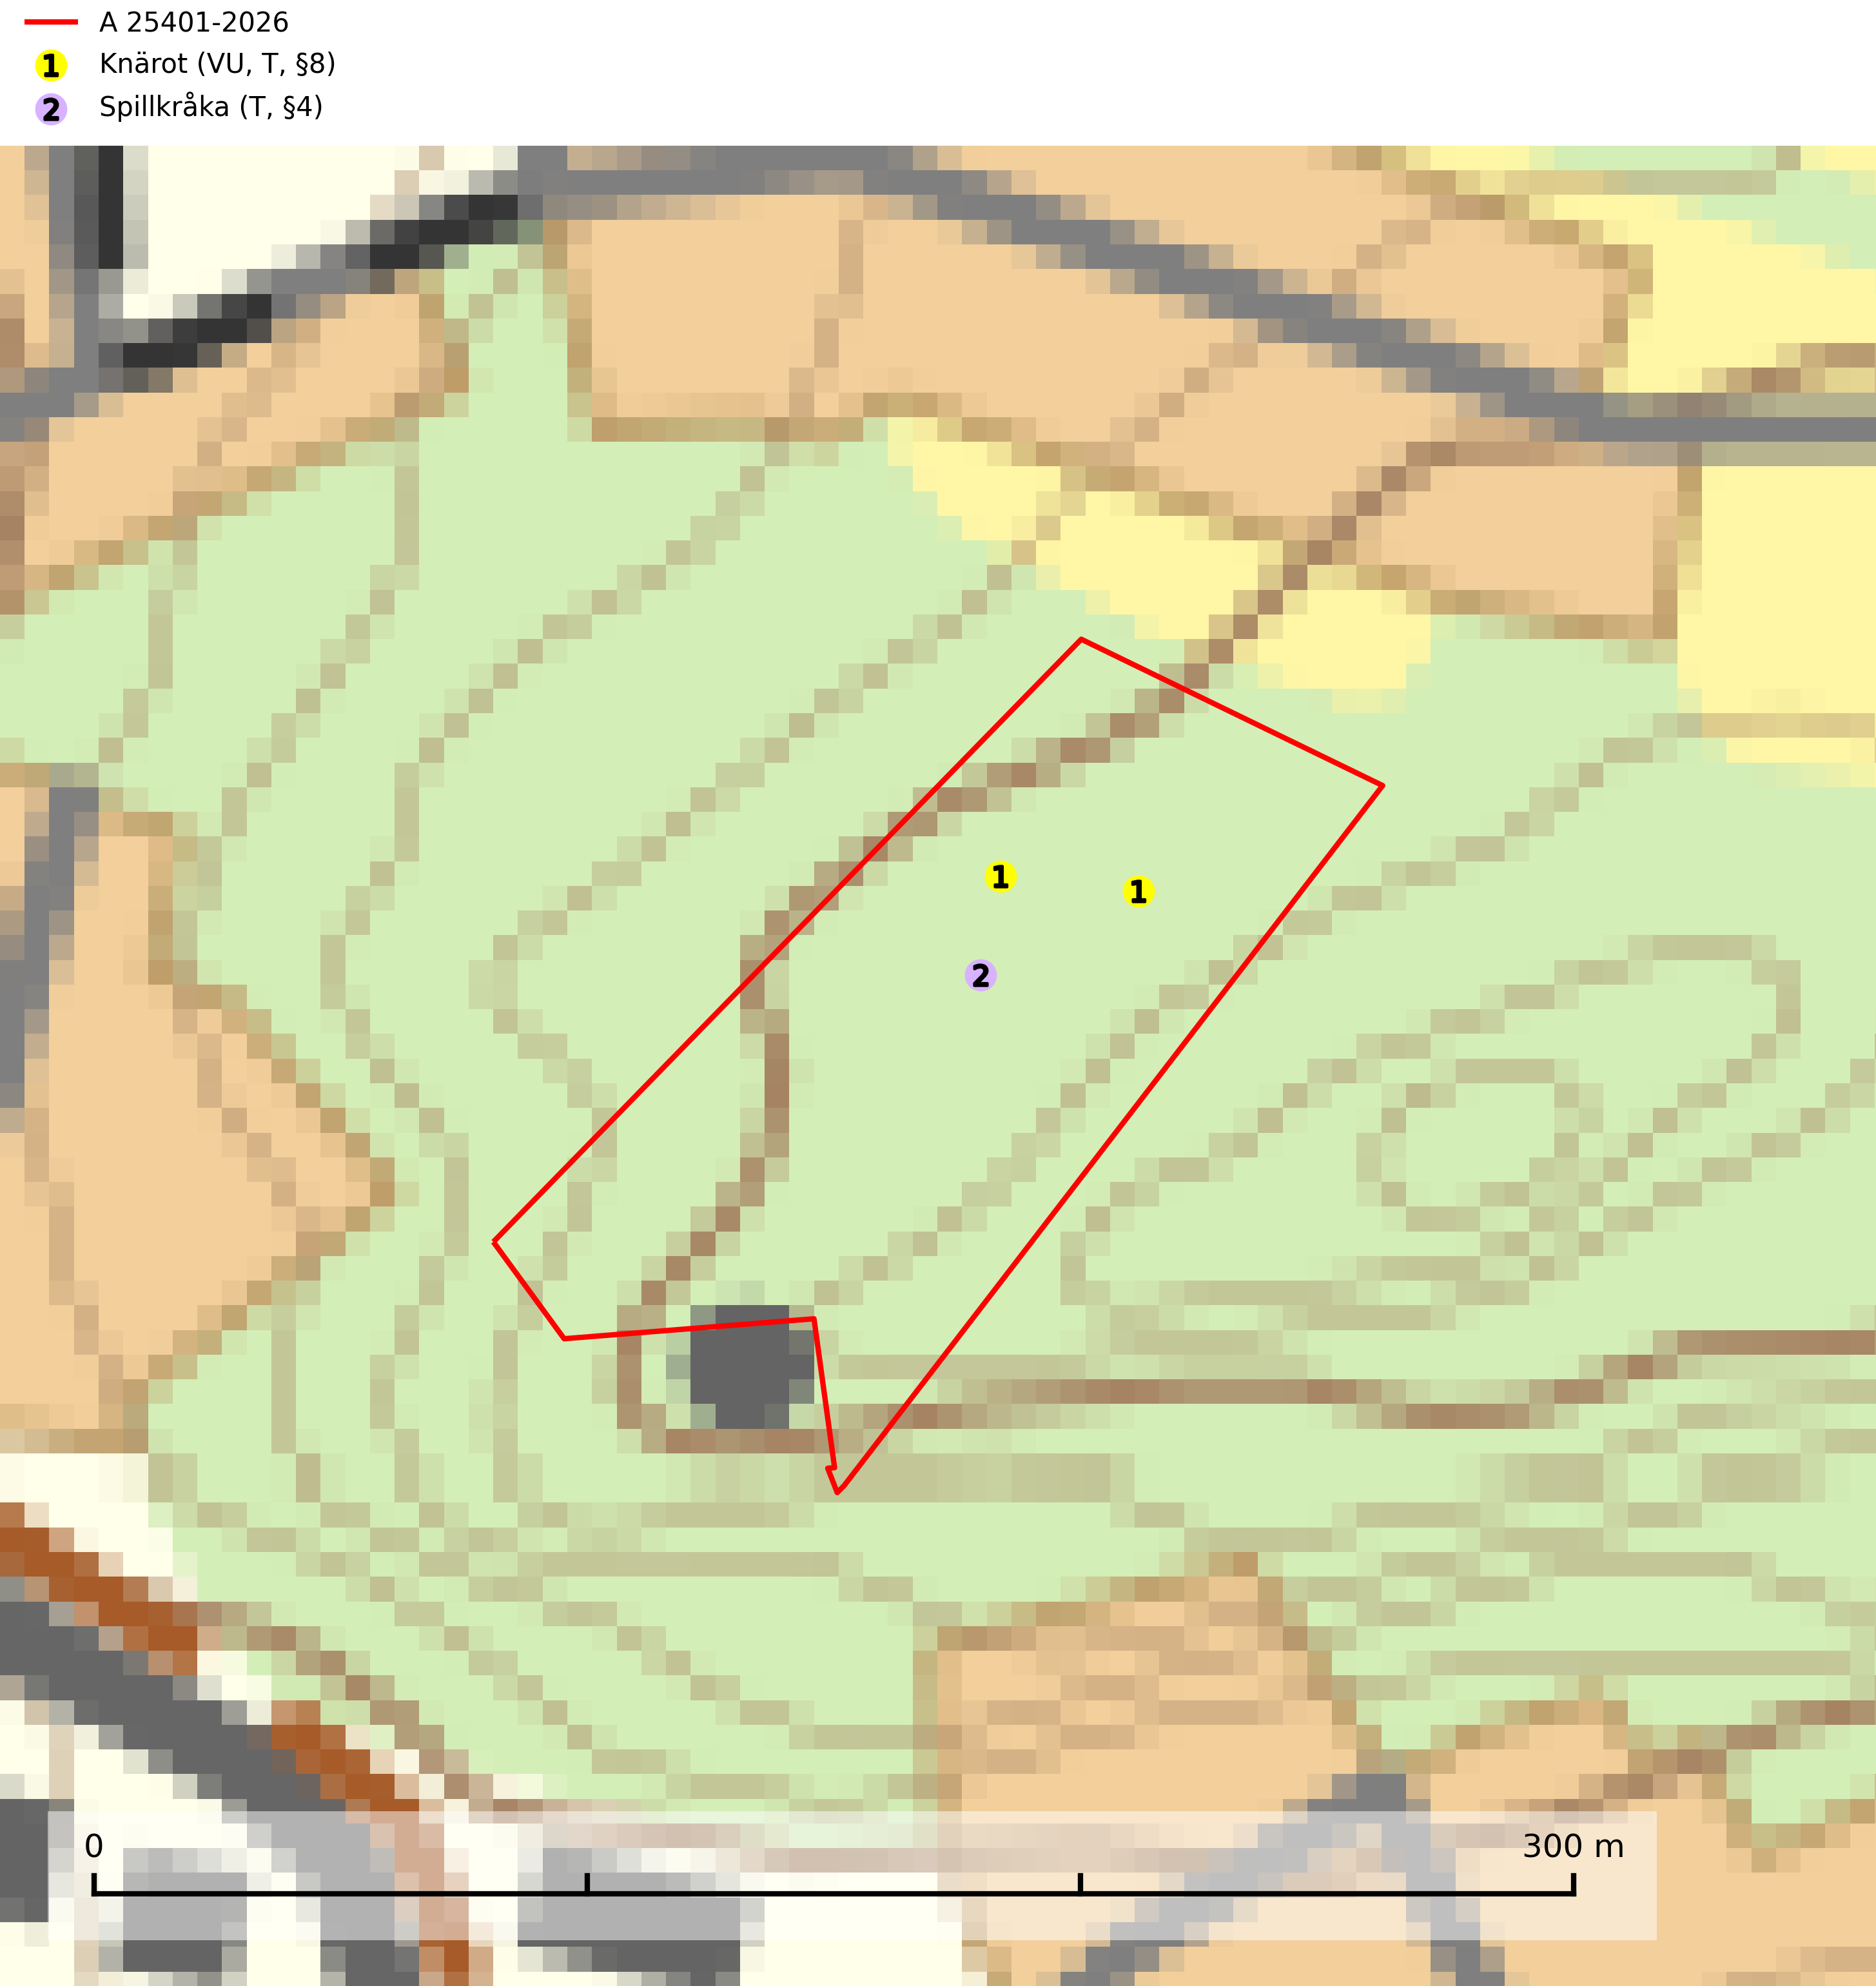 A 25401-2026
1 Knärot (VU, T, §8)
2 Spillkråka (T, §4)
1
1
2
0 300 m